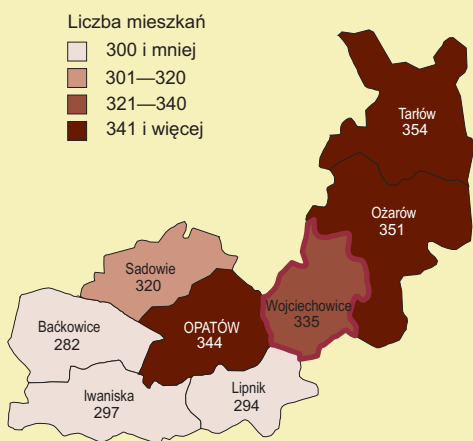 Liczba mieszkań
300 i mniej
301—320
321—340
341 i więcej
Tarłów
354
Ożarów
351
Sadowie
320
Wojciechowice
335
Baćkowice
282
OPATÓW
344
Iwaniska
297
Lipnik
294